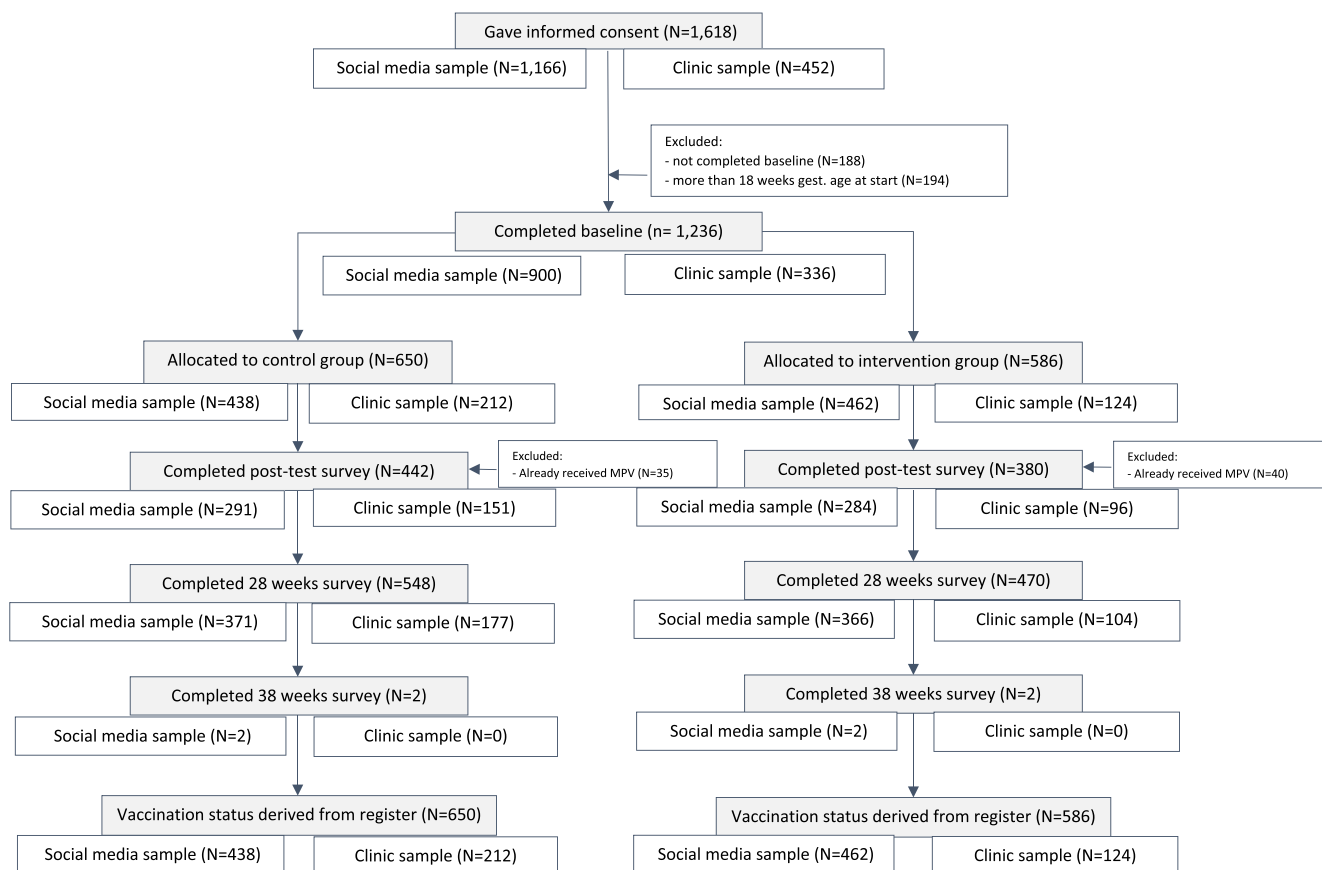 Gave informed consent (N=1,618)
Social media sample (N=1,166)
Clinic sample (N=452)
Excluded:
- not completed baseline (N=188)
- more than 18 weeks gest. age at start (N=194)
Completed baseline (n= 1,236)
Social media sample (N=900)
Clinic sample (N=336)
Allocated to control group (N=650)
Social media sample (N=438)
Clinic sample (N=212)
Allocated to intervention group (N=586)
Social media sample (N=462)
Clinic sample (N=124)
Excluded:
- Already received MPV (N=35)
Completed post-test survey (N=442)
Social media sample (N=291)
Clinic sample (N=151)
Excluded:
- Already received MPV (N=40)
Completed post-test survey (N=380)
Social media sample (N=284)
Clinic sample (N=96)
Completed 28 weeks survey (N=548)
Social media sample (N=371)
Clinic sample (N=177)
Completed 28 weeks survey (N=470)
Social media sample (N=366)
Clinic sample (N=104)
Completed 38 weeks survey (N=2)
Social media sample (N=2)
Clinic sample (N=0)
Completed 38 weeks survey (N=2)
Social media sample (N=2)
Clinic sample (N=0)
Vaccination status derived from register (N=650)
Social media sample (N=438)
Clinic sample (N=212)
Vaccination status derived from register (N=586)
Social media sample (N=462)
Clinic sample (N=124)